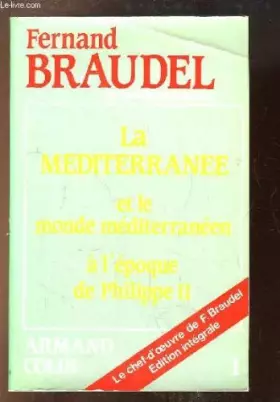 Le-Livre.com
Fernand
BRAUDEL
La
MEDITERRANEE
et le
monde méditerranéen
à l'époque
de Philippe II
Le chef-d'œuvre de F. Braudel
Edition intégrale
ARMAND
COLIN
1